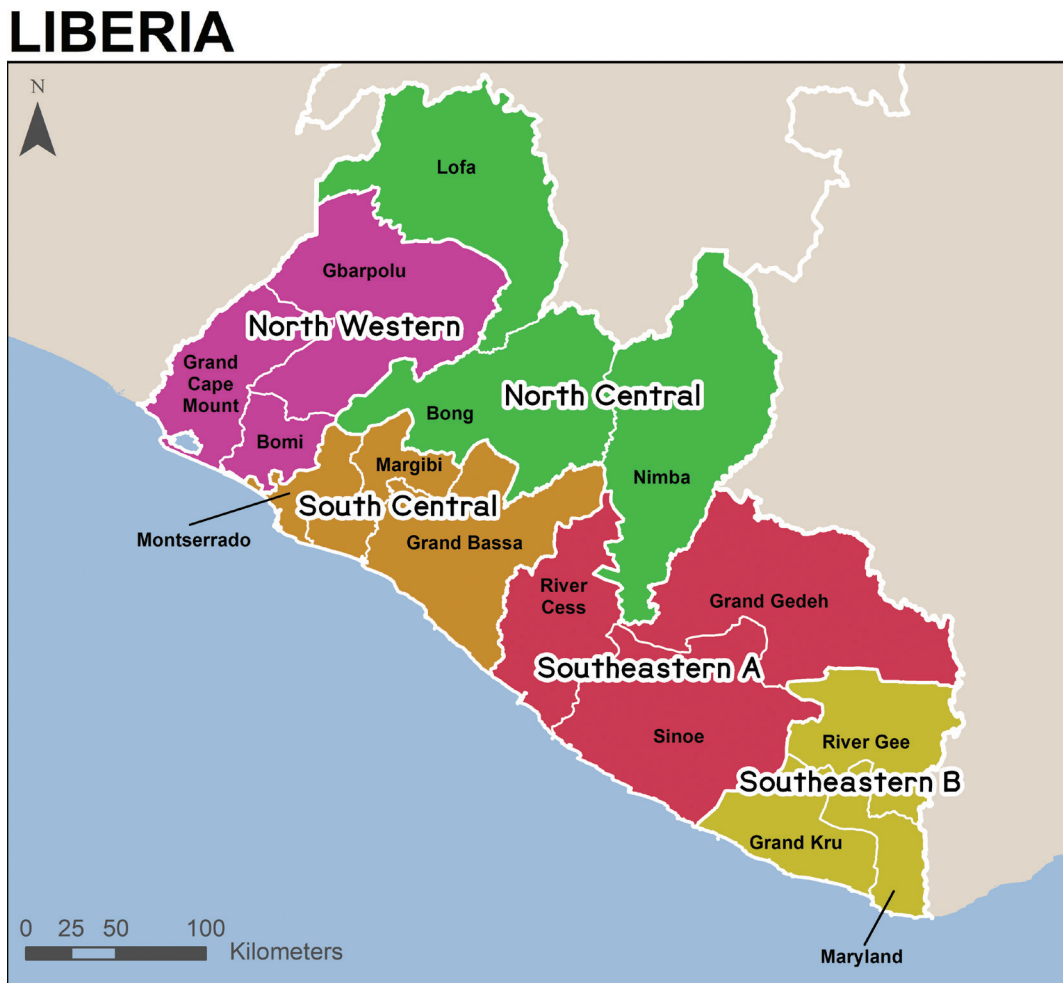 LIBERIA
N
Lofa
Gbarpolu
North Western
Grand
Cape
Mount
North Central
Bong
Bomi
Margibi
Nimba
South Central
Montserrado
Grand Bassa
River
Cess
Grand Gedeh
Southeastern A
Sinoe
River Gee
Southeastern B
Grand Kru
Maryland
0 25 50 100
Kilometers